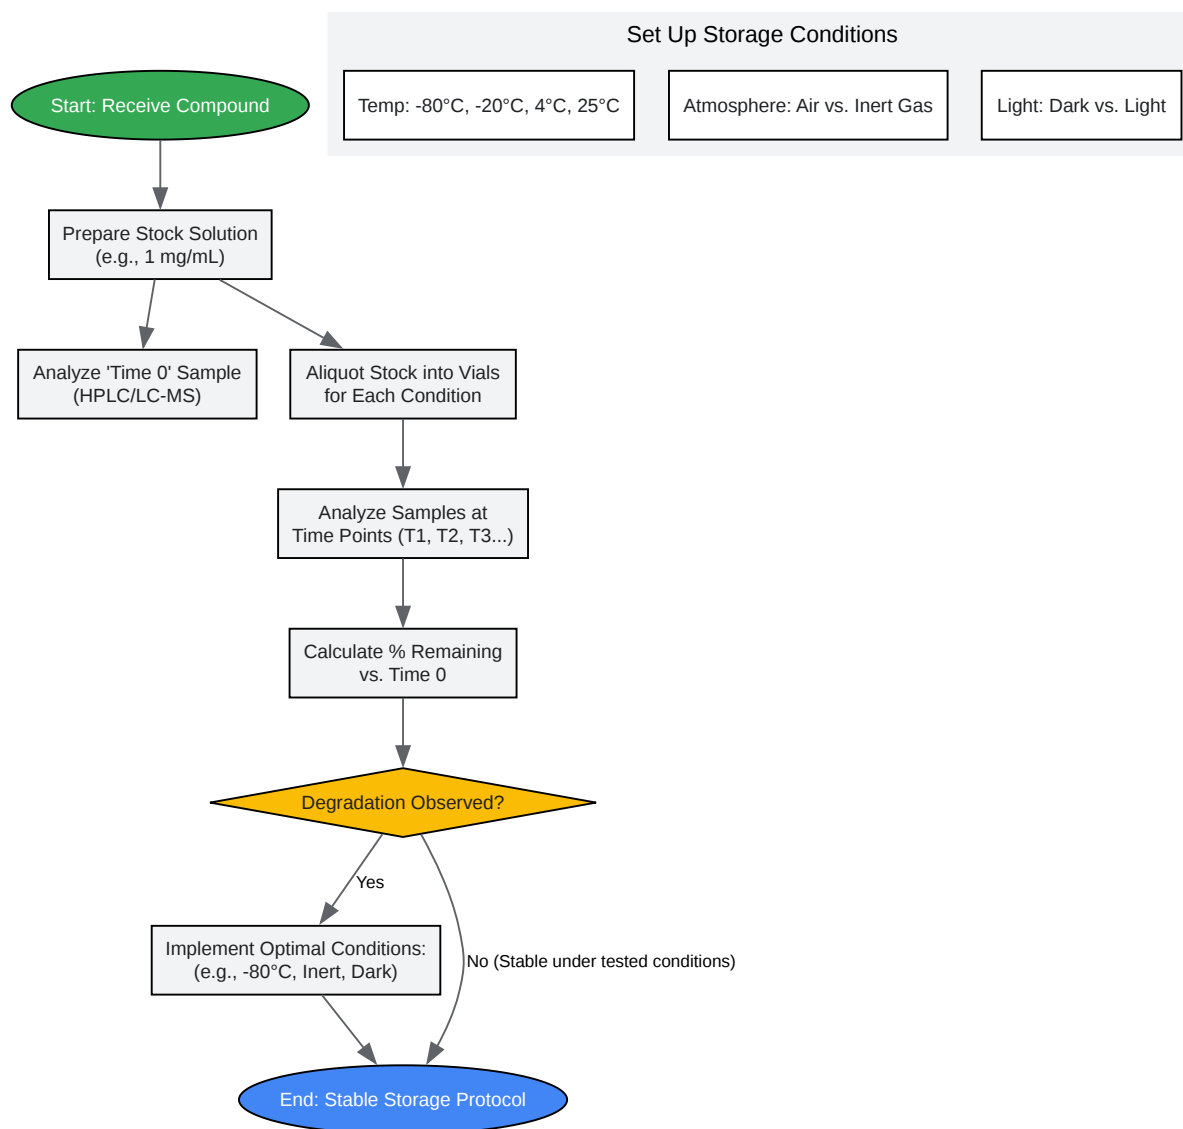 Set Up Storage Conditions
Start: Receive Compound
Temp: -80°C, -20°C, 4°C, 25°C
Atmosphere: Air vs. Inert Gas
Light: Dark vs. Light
Prepare Stock Solution
(e.g., 1 mg/mL)
Analyze 'Time 0' Sample
(HPLC/LC-MS)
Aliquot Stock into Vials
for Each Condition
Analyze Samples at
Time Points (T1, T2, T3...)
Calculate % Remaining
vs. Time 0
Degradation Observed?
Yes
Implement Optimal Conditions:
(e.g., -80°C, Inert, Dark)
No (Stable under tested conditions)
End: Stable Storage Protocol